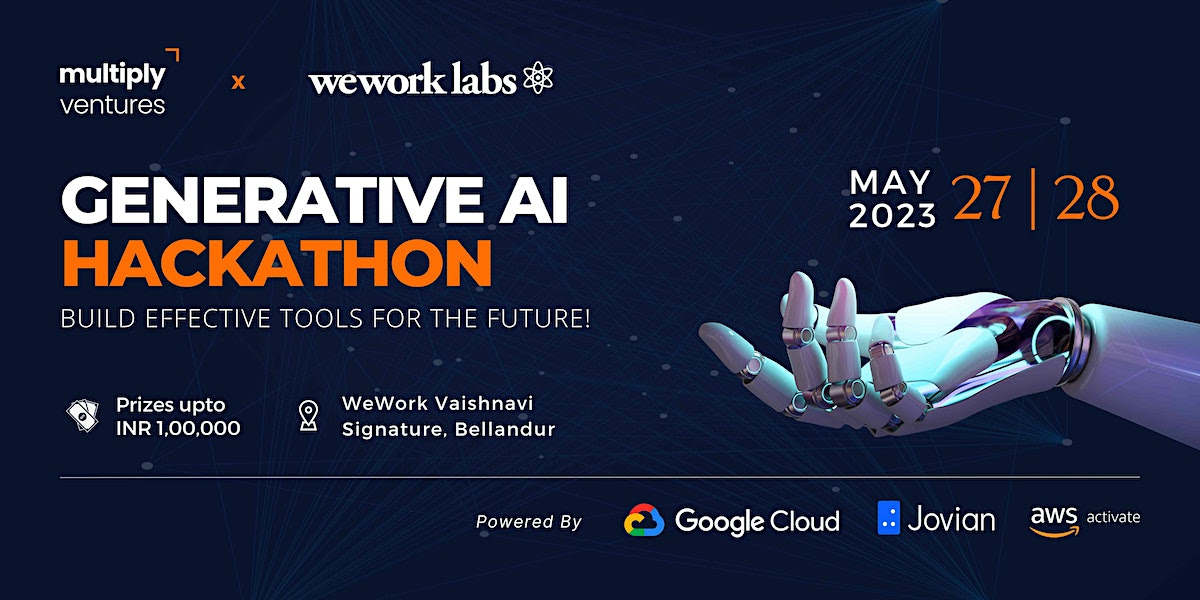 multiply
ventures
x
wework labs
GENERATIVE AI
HACKATHON
BUILD EFFECTIVE TOOLS FOR THE FUTURE!
MAY
2023
27 | 28
Prizes upto
INR 1,00,000
WeWork Vaishnavi
Signature, Bellandur
Powered By
Google Cloud
Jovian
aws activate